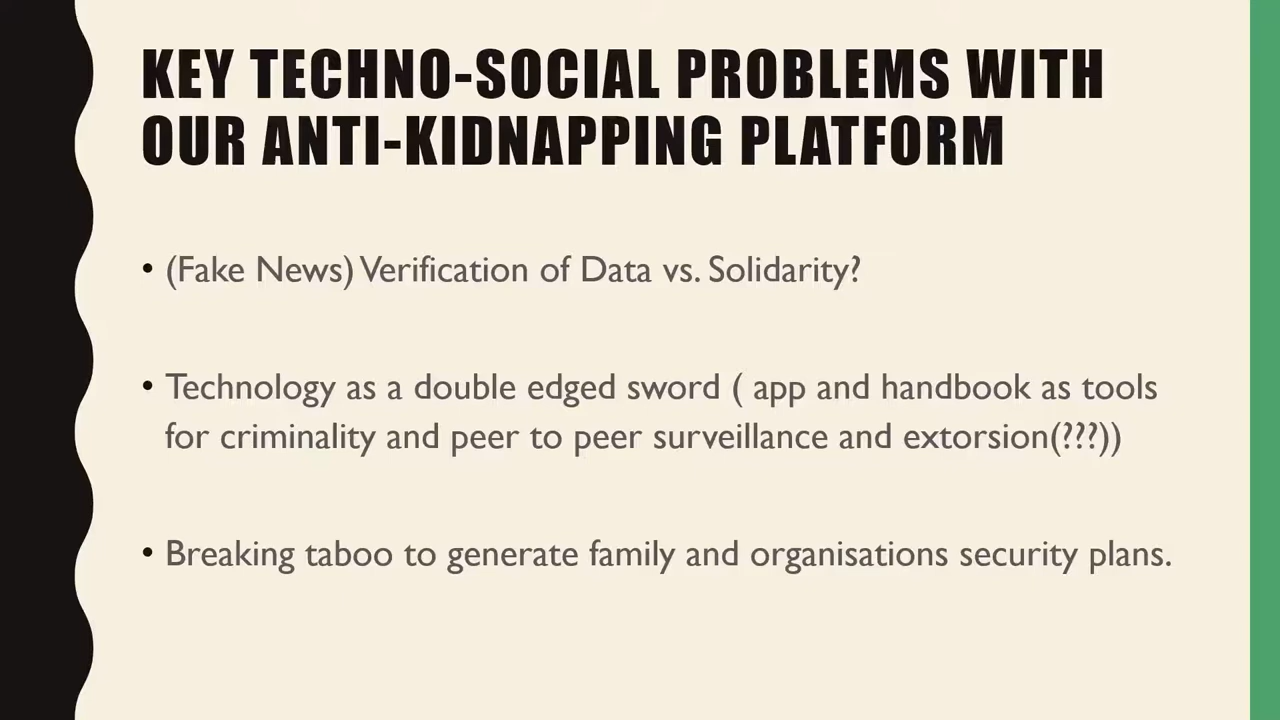 KEY TECHNO-SOCIAL PROBLEMS WITH
OUR ANTI-KIDNAPPING PLATFORM
• (Fake News) Verification of Data vs. Solidarity?
• Technology as a double edged sword ( app and handbook as tools
for criminality and peer to peer surveillance and extorsion(???))
• Breaking taboo to generate family and organisations security plans.